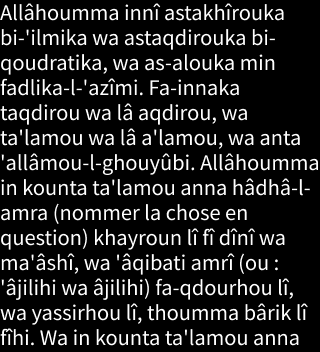 Allâhoumma innî astakhîrouka
bi-'ilmika wa astaqdirouka bi-
qoudratika, wa as-alouka min
fadlika-l-'azîmi. Fa-innaka
taqdirou wa lâ aqdirou, wa
ta'lamou wa lâ a'lamou, wa anta
'allâmou-l-ghouyûbi. Allâhoumma
in kounta ta'lamou anna hâdhâ-l-
amra (nommer la chose en
question) khayroun lî fî dînî wa
ma'âshî, wa 'âqibati amrî (ou :
'âjilihi wa âjilihi) fa-qdourhou lî,
wa yassirhou lî, thoumma bârik lî
fîhi. Wa in kounta ta'lamou anna